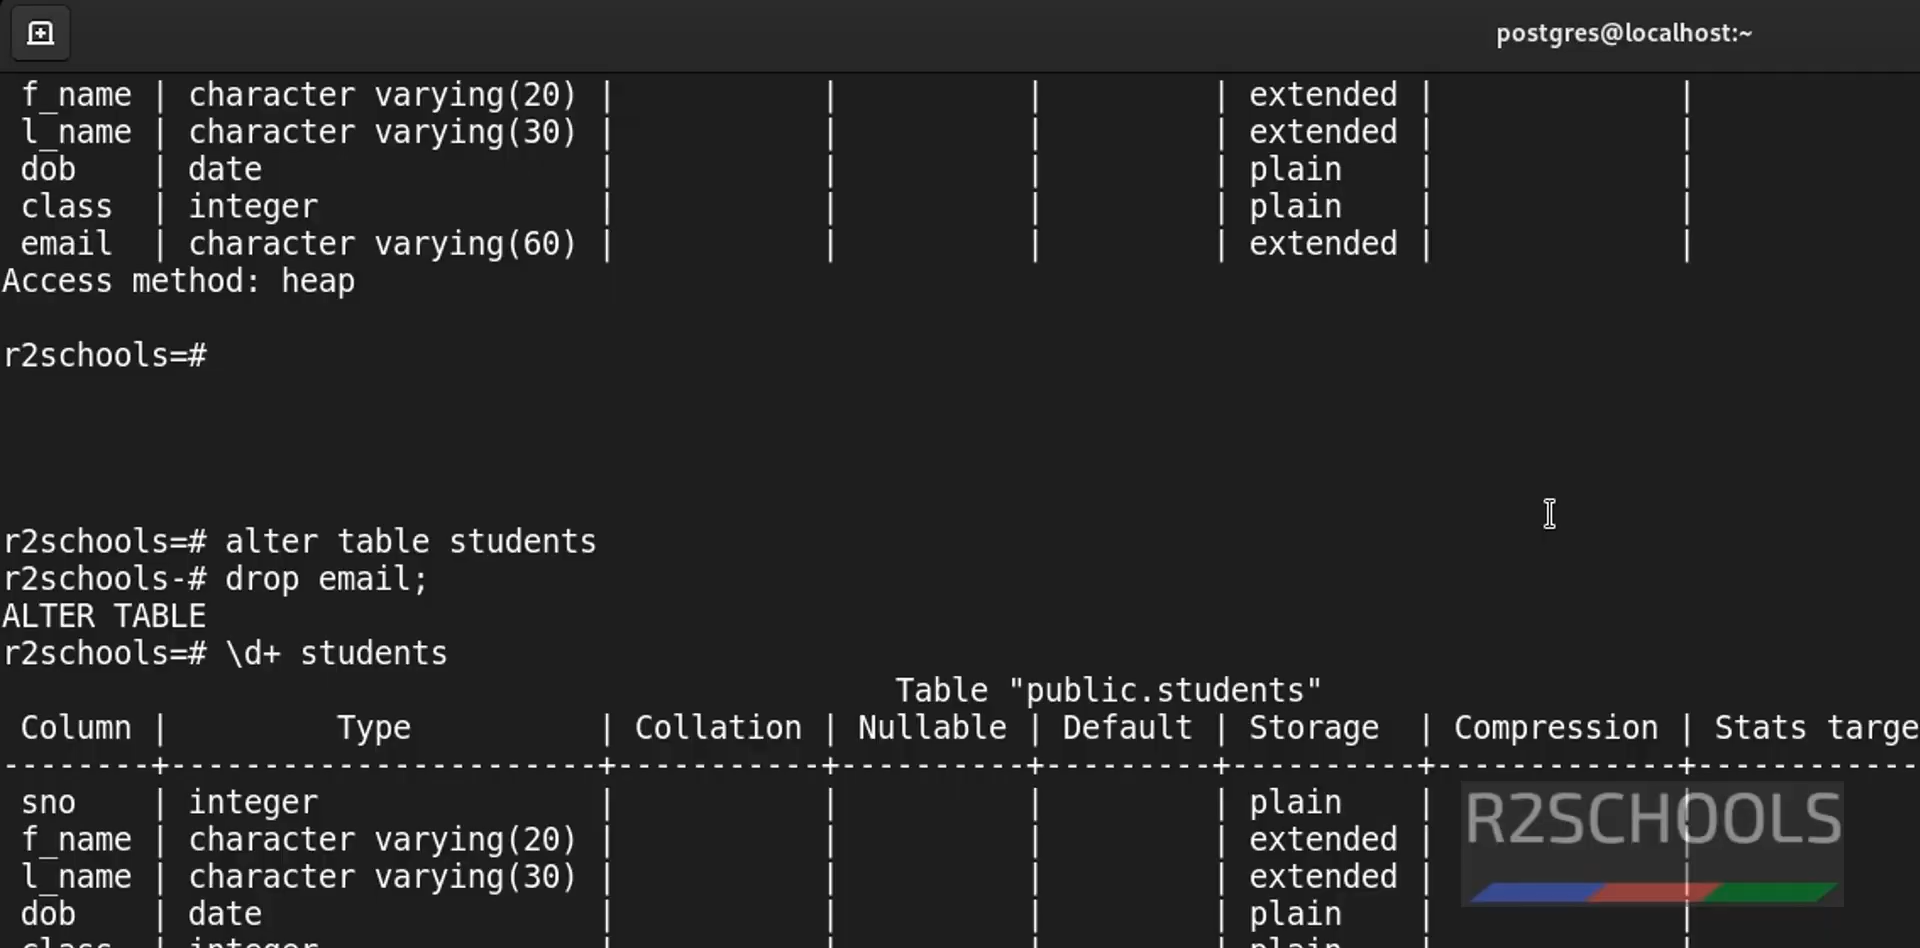 postgres@localhost:~
f_name | character varying(20) | | | | extended | |
l_name | character varying(30) | | | | extended | |
dob | date | | | | plain | |
class | integer | | | | plain | |
email | character varying(60) | | | | extended | |
Access method: heap
r2schools=#
r2schools=# alter table students
r2schools-# drop email;
ALTER TABLE
r2schools=# \d+ students
Table "public.students"
Column | Type | Collation | Nullable | Default | Storage | Compression | Stats targe
--------+-----------------------+-----------+----------+---------+----------+-------------+-------------
sno | integer | | | | plain | |
f_name | character varying(20) | | | | extended | |
l_name | character varying(30) | | | | extended | |
dob | date | | | | plain | |
class | integer | | | | plain | |
R2SCHOOLS